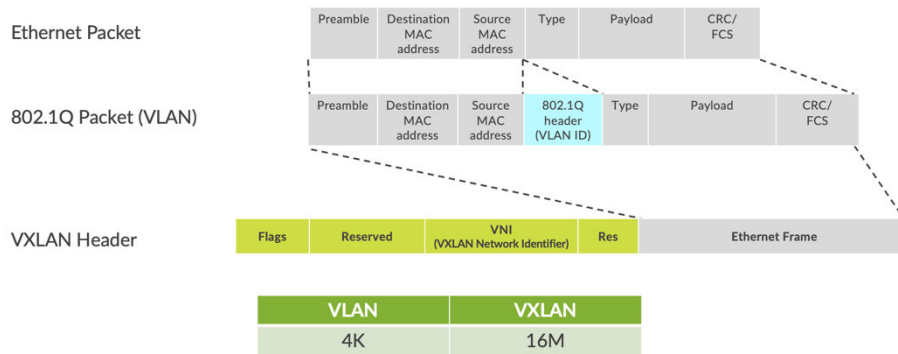 Ethernet Packet
Preamble
Destination
MAC
address
Source
MAC
address
Type
Payload
CRC/
FCS
802.1Q Packet (VLAN)
Preamble
Destination
MAC
address
Source
MAC
address
802.1Q
header
(VLAN ID)
Type
Payload
CRC/
FCS
VXLAN Header
Flags
Reserved
VNI
(VXLAN Network Identifier)
Res
Ethernet Frame
VLAN
VXLAN
4K
16M